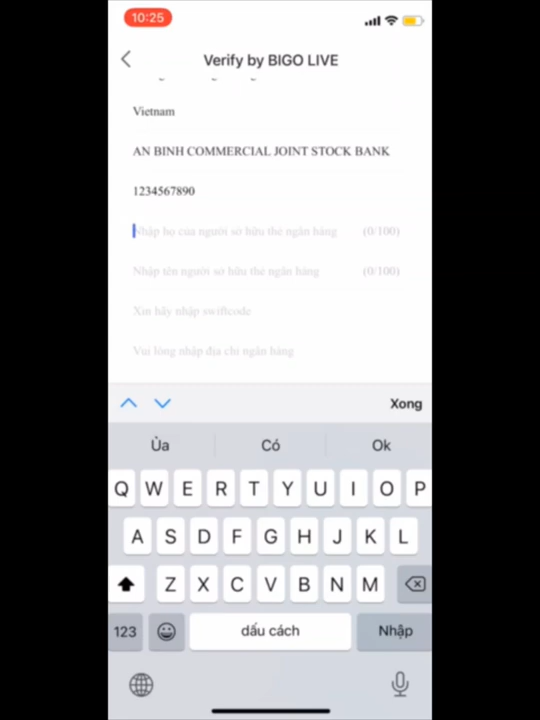 10:25
Verify by BIGO LIVE
Vietnam
AN BINH COMMERCIAL JOINT STOCK BANK
1234567890
Nhập họ của người sở hữu thẻ ngân hàng (0/100)
Nhập tên người sở hữu thẻ ngân hàng (0/100)
Xin hãy nhập swiftcode
Vui lòng nhập địa chỉ ngân hàng
Xong
Ủa Có Ok
Q W E R T Y U I O P
A S D F G H J K L
Z X C V B N M
123 dấu cách Nhập